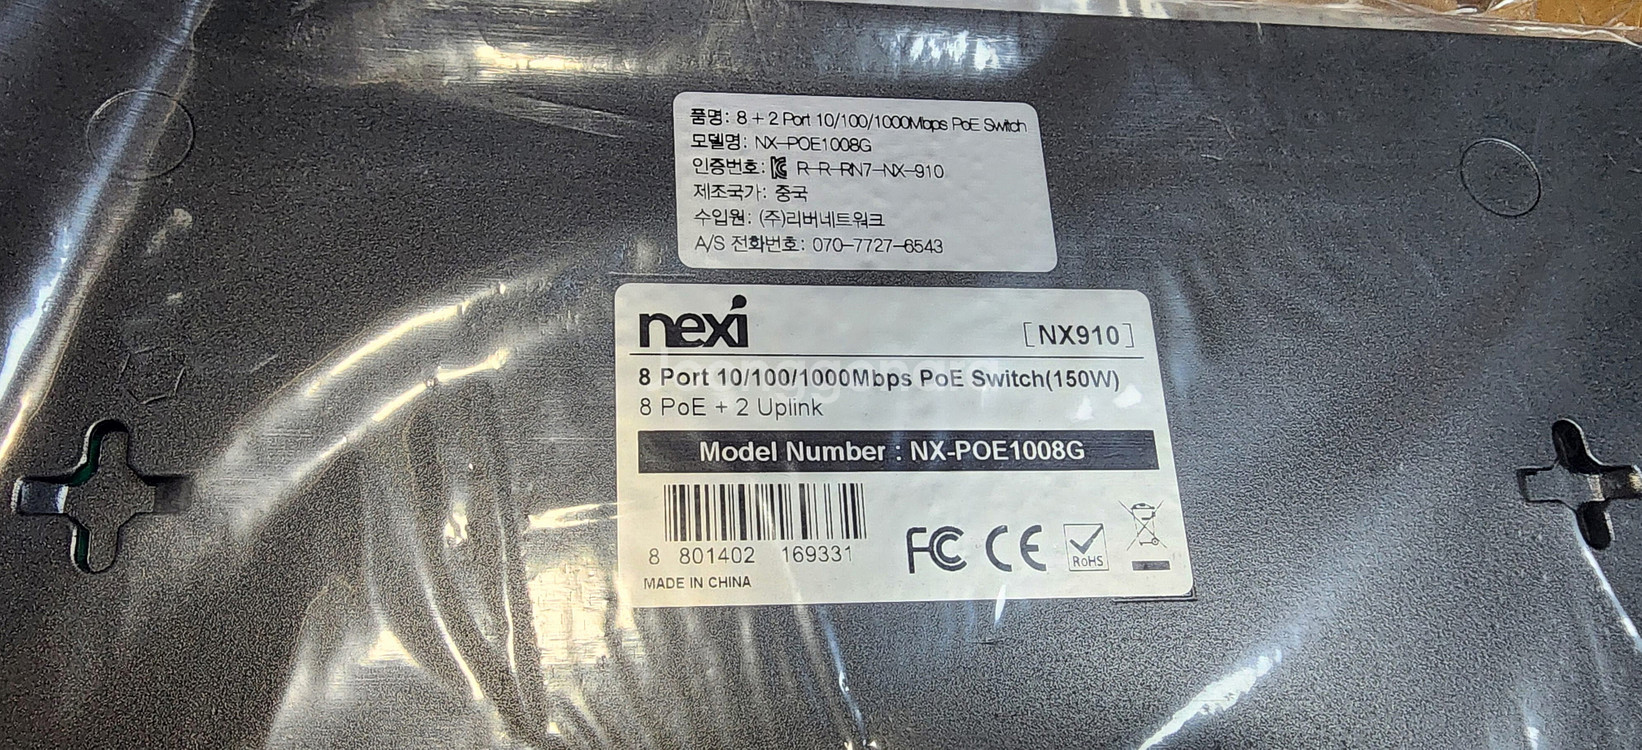 품명: 8 + 2 Port 10/100/1000Mbps PoE Switch
모델명: NX-POE1008G
인증번호: R-R-RN7-NX-910
제조국가: 중국
수입원: (주)리버네트워크
A/S 전화번호: 070-7727-6543
nexi [NX910]
8 Port 10/100/1000Mbps PoE Switch(150W)
8 PoE + 2 Uplink
Model Number : NX-POE1008G
8 801402 169331
FC CE RoHS
MADE IN CHINA